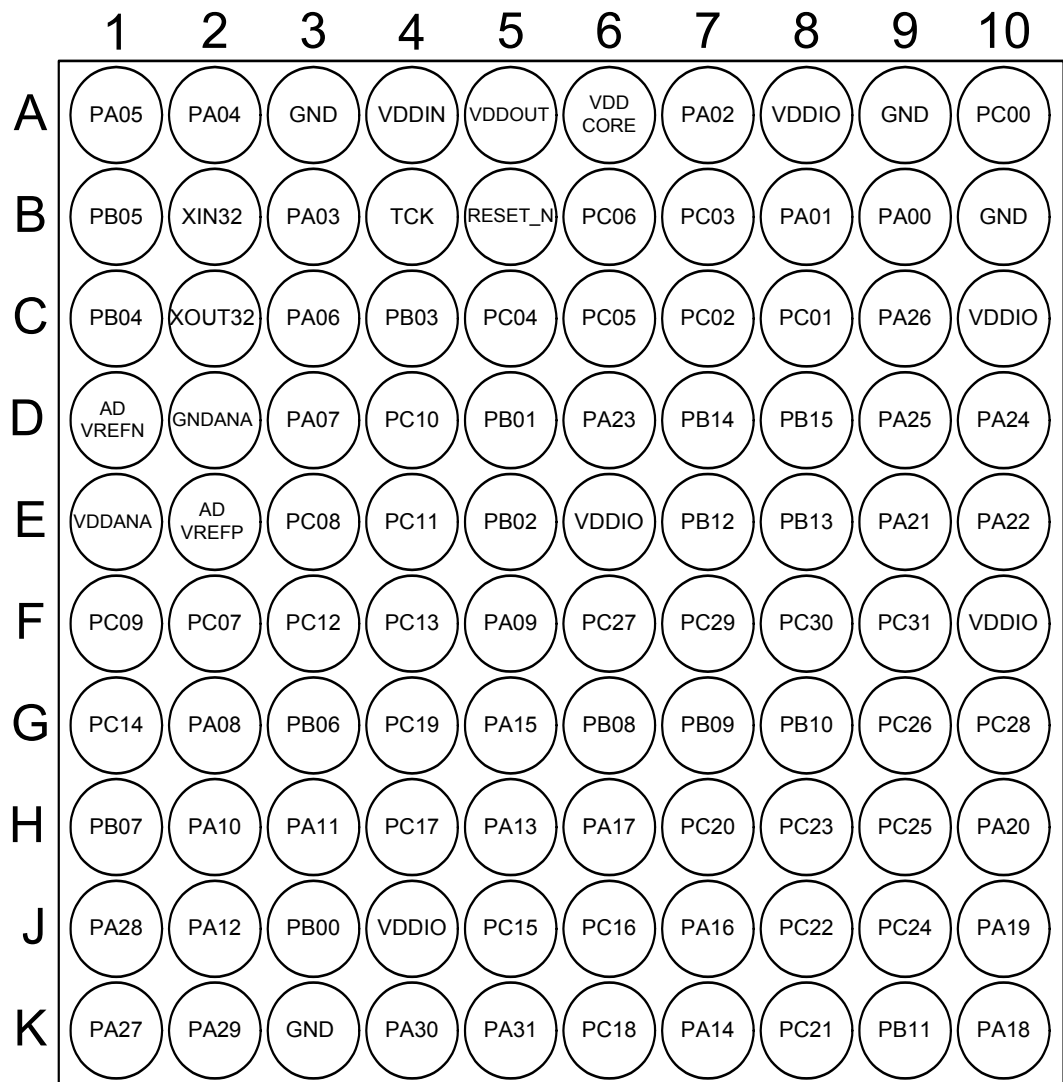 1 2 3 4 5 6 7 8 9 10
A PA05 PA04 GND VDDIN VDDOUT VDD CORE PA02 VDDIO GND PC00
B PB05 XIN32 PA03 TCK RESET_N PC06 PC03 PA01 PA00 GND
C PB04 XOUT32 PA06 PB03 PC04 PC05 PC02 PC01 PA26 VDDIO
D AD VREFN GNDANA PA07 PC10 PB01 PA23 PB14 PB15 PA25 PA24
E VDDANA AD VREFP PC08 PC11 PB02 VDDIO PB12 PB13 PA21 PA22
F PC09 PC07 PC12 PC13 PA09 PC27 PC29 PC30 PC31 VDDIO
G PC14 PA08 PB06 PC19 PA15 PB08 PB09 PB10 PC26 PC28
H PB07 PA10 PA11 PC17 PA13 PA17 PC20 PC23 PC25 PA20
J PA28 PA12 PB00 VDDIO PC15 PC16 PA16 PC22 PC24 PA19
K PA27 PA29 GND PA30 PA31 PC18 PA14 PC21 PB11 PA18